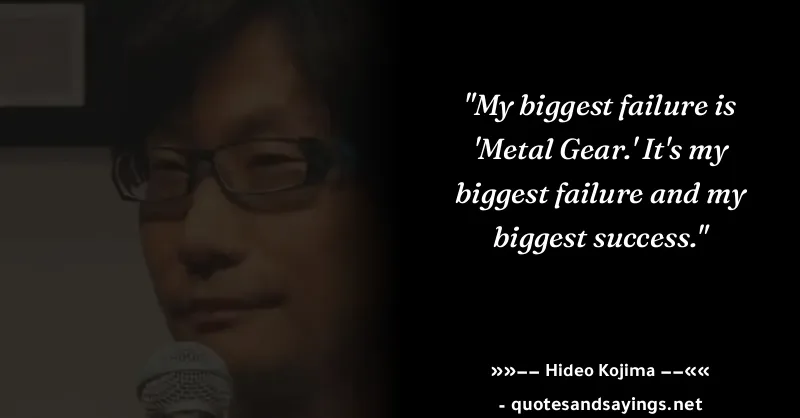 "My biggest failure is
'Metal Gear.' It's my
biggest failure and my
biggest success."
»»–– Hideo Kojima ––««
- quotesandsayings.net